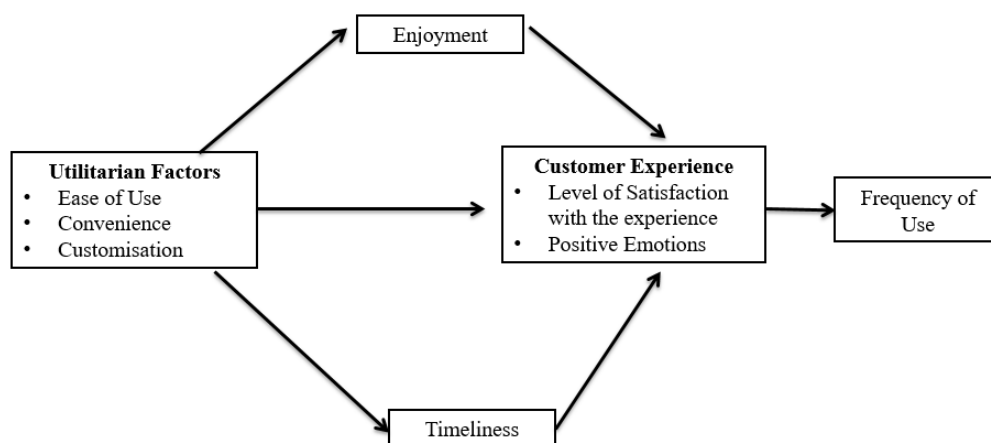 Enjoyment
Utilitarian Factors
• Ease of Use
• Convenience
• Customisation
Customer Experience
• Level of Satisfaction
with the experience
• Positive Emotions
Frequency of
Use
Timeliness